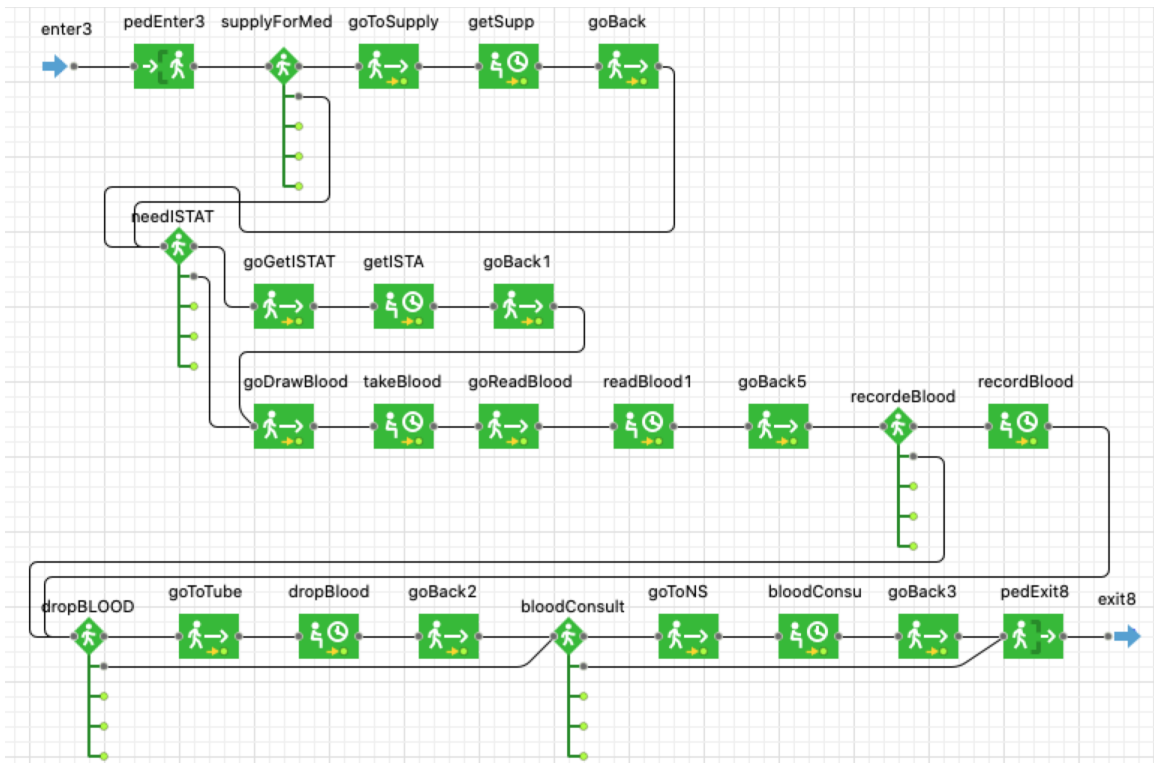 enter3
pedEnter3
supplyForMed
goToSupply
getSupp
goBack
needISTAT
goGetISTAT
getISTA
goBack1
goDrawBlood
takeBlood
goReadBlood
readBlood1
goBack5
recordeBlood
recordBlood
dropBLOOD
goToTube
dropBlood
goBack2
bloodConsult
goToNS
bloodConsu
goBack3
pedExit8
exit8